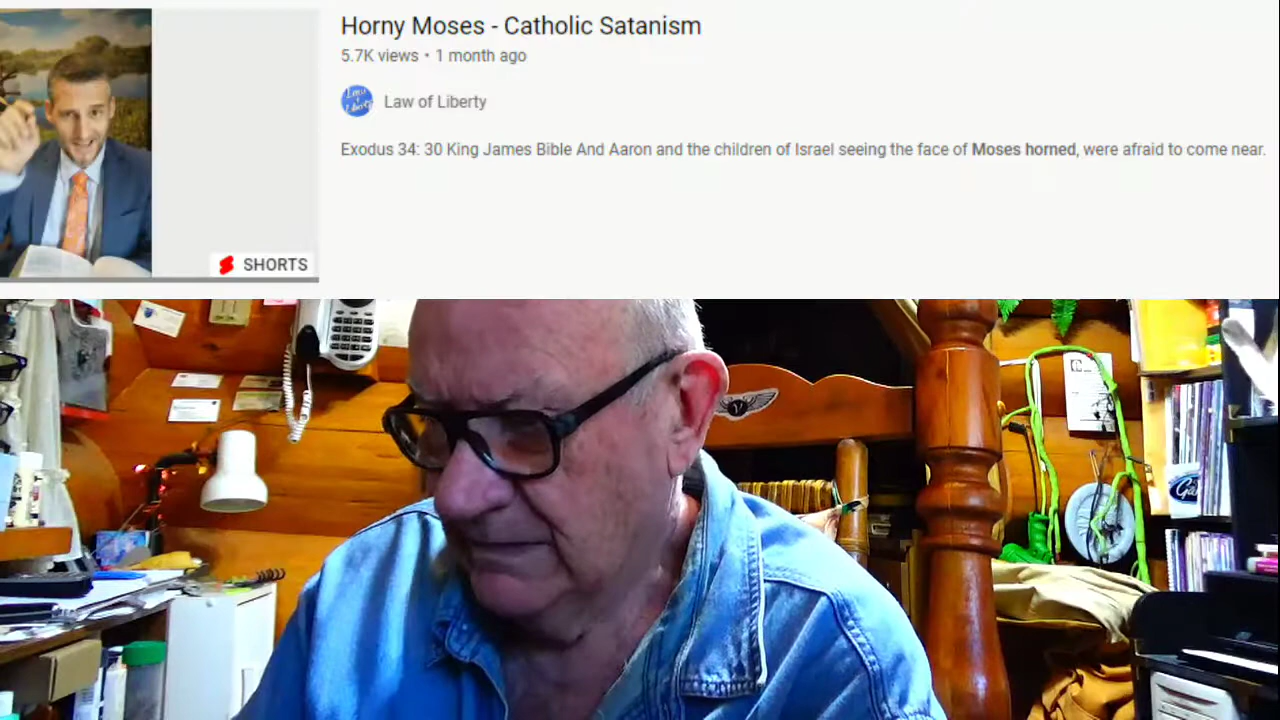 Horny Moses - Catholic Satanism
5.7K views • 1 month ago
Law of Liberty
Exodus 34: 30 King James Bible And Aaron and the children of Israel seeing the face of Moses horned, were afraid to come near.
SHORTS